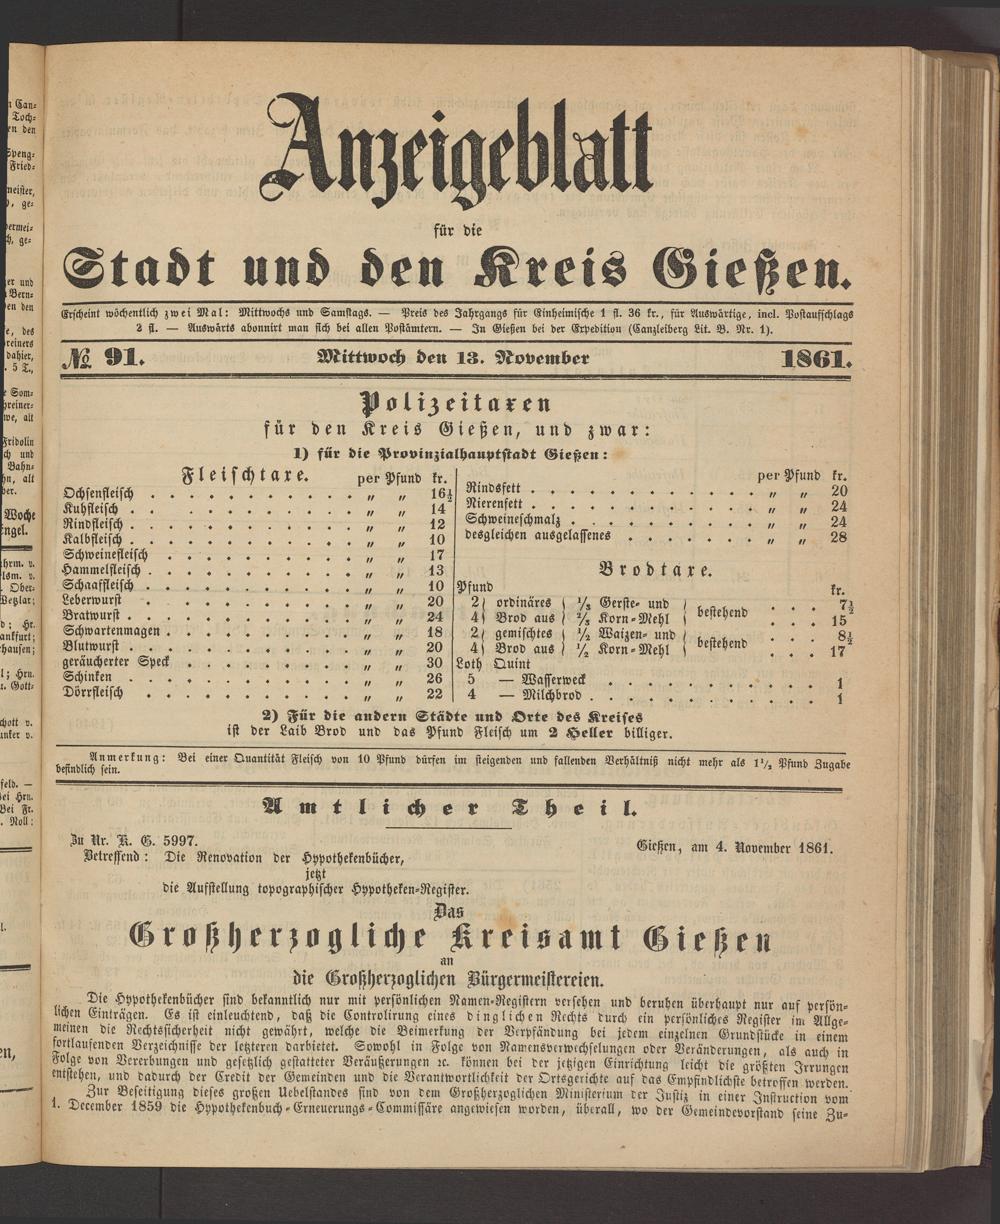 Anzeigeblatt
für die
Stadt und den Kreis Gießen.
Erscheint wöchentlich zwei Mal: Mittwochs und Samstags. — Preis des Jahrgangs für Einheimische 1 fl. 36 kr., für Auswärtige, incl. Postaufschlags
2 fl. — Auswärts abonnirt man sich bei allen Postämtern. — In Gießen bei der Expedition (Canzleiberg Lit. B. Nr. 1).
№ 91. Mittwoch den 13. November 1861.
Polizeitaxen
für den Kreis Gießen, und zwar:
1) für die Provinzialhauptstadt Gießen:
Fleischtaxe. per Pfund kr.
Ochsenfleisch . . . . . . . . . . . „ „ 16½
Kuhfleisch . . . . . . . . . . . „ „ 14
Rindfleisch . . . . . . . . . . . „ „ 12
Kalbfleisch . . . . . . . . . . . „ „ 10
Schweinefleisch . . . . . . . . . . „ „ 17
Hammelfleisch . . . . . . . . . . „ „ 13
Schaaffleisch . . . . . . . . . . „ „ 10
Leberwurst . . . . . . . . . . . „ „ 20
Bratwurst . . . . . . . . . . . „ „ 24
Schwartenmagen . . . . . . . . . . „ „ 18
Blutwurst . . . . . . . . . . . „ „ 20
geräucherter Speck . . . . . . . . . „ „ 30
Schinken . . . . . . . . . . . „ „ 26
Dörrfleisch . . . . . . . . . . . „ „ 22
per Pfund kr.
Rindsfett . . . . . . . . . . . „ „ 20
Nierenfett . . . . . . . . . . . „ „ 24
Schweineschmalz . . . . . . . . . „ „ 24
desgleichen ausgelassenes . . . . . . . „ „ 28
Brodtaxe.
Pfund kr.
2 ordinäres ⅓ Gerste- und bestehend . . . 7½
4 Brod aus ⅔ Korn-Mehl . . . 15
2 gemischtes ½ Waizen- und bestehend . . . 8½
4 Brod aus ½ Korn-Mehl . . . 17
Loth Quint
5 — Wasserweck . . . . . . . . . . 1
4 — Milchbrod . . . . . . . . . . 1
2) Für die andern Städte und Orte des Kreises
ist der Laib Brod und das Pfund Fleisch um 2 Heller billiger.
Anmerkung: Bei einer Quantität Fleisch von 10 Pfund dürfen im steigenden und fallenden Verhältniß nicht mehr als 1½ Pfund Zugabe
befindlich sein.
Amtlicher Theil.
Zu Nr. K. G. 5997. Gießen, am 4. November 1861.
Betreffend: Die Renovation der Hypothekenbücher,
jetzt
die Aufstellung topographischer Hypotheken-Register.
Das
Großherzogliche Kreisamt Gießen
an
die Großherzoglichen Bürgermeistereien.
Die Hypothekenbücher sind bekanntlich nur mit persönlichen Namen-Registern versehen und beruhen überhaupt nur auf persön-
lichen Einträgen. Es ist einleuchtend, daß die Controlirung eines dinglichen Rechts durch ein persönliches Register im Allge-
meinen die Rechtssicherheit nicht gewährt, welche die Beimerkung der Verpfändung bei jedem einzelnen Grundstücke in einem
fortlaufenden Verzeichnisse der letzteren darbietet. Sowohl in Folge von Namensverwechselungen oder Veränderungen, als auch in
Folge von Vererbungen und gesetzlich gestatteter Veräußerungen ꝛc. können bei der jetzigen Einrichtung leicht die größten Irrungen
entstehen, und dadurch der Credit der Gemeinden und die Verantwortlichkeit der Ortsgerichte auf das Empfindlichste betroffen werden.
Zur Beseitigung dieses großen Uebelstandes sind von dem Großherzoglichen Ministerium der Justiz in einer Instruction vom
1. December 1859 die Hypothekenbuch-Erneuerungs-Commissäre angewiesen worden, überall, wo der Gemeindevorstand seine Zu-